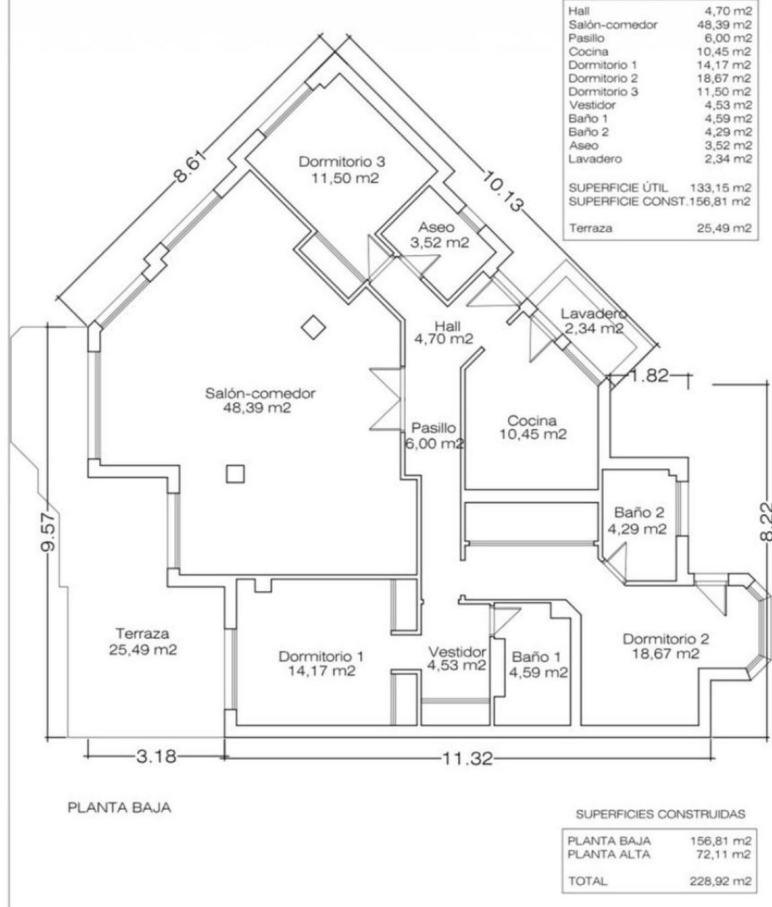 Hall 4,70 m2
Salón-comedor 48,39 m2
Pasillo 6,00 m2
Cocina 10,45 m2
Dormitorio 1 14,17 m2
Dormitorio 2 18,67 m2
Dormitorio 3 11,50 m2
Vestidor 4,53 m2
Baño 1 4,59 m2
Baño 2 4,29 m2
Aseo 3,52 m2
Lavadero 2,34 m2
SUPERFICIE ÚTIL 133,15 m2
SUPERFICIE CONST. 156,81 m2
Terraza 25,49 m2
8.61
10.13
Dormitorio 3
11,50 m2
Aseo
3,52 m2
Hall
4,70 m2
Lavadero
2,34 m2
1.82
Salón-comedor
48,39 m2
Pasillo
6,00 m2
Cocina
10,45 m2
9.57
8.22
Baño 2
4,29 m2
Terraza
25,49 m2
Dormitorio 1
14,17 m2
Vestidor
4,53 m2
Baño 1
4,59 m2
Dormitorio 2
18,67 m2
3.18
11.32
PLANTA BAJA
SUPERFICIES CONSTRUIDAS
PLANTA BAJA 156,81 m2
PLANTA ALTA 72,11 m2
TOTAL 228,92 m2